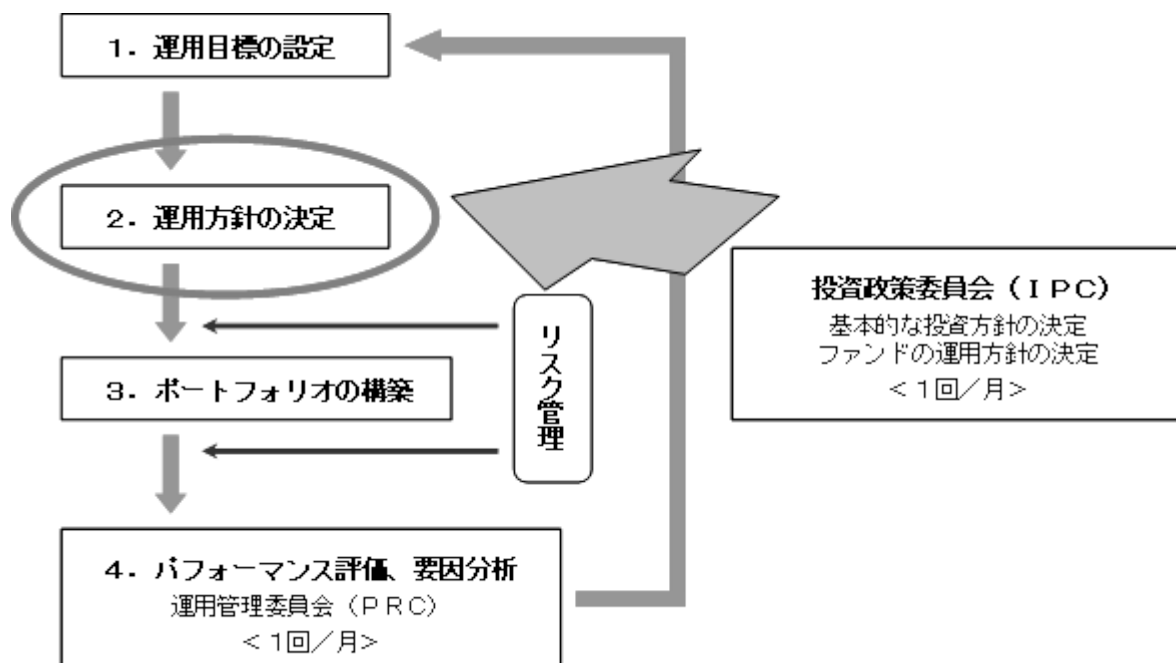 １．運用目標の設定
２．運用方針の決定
３．ポートフォリオの構築
４．パフォーマンス評価、要因分析
運用管理委員会（ＰＲＣ）
＜１回／月＞
リスク管理
投資政策委員会（ＩＰＣ）
基本的な投資方針の決定
ファンドの運用方針の決定
＜１回／月＞